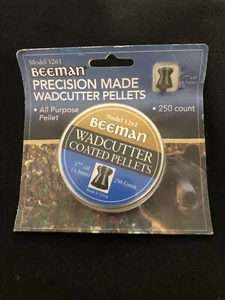 Model 1261
BEEMAN
PRECISION MADE
WADCUTTER PELLETS
• All Purpose
Pellet
• 250 count
Model 1261
BEEMAN
WADCUTTER
COATED PELLETS
.177 cal.
(4.5mm)
250 Count